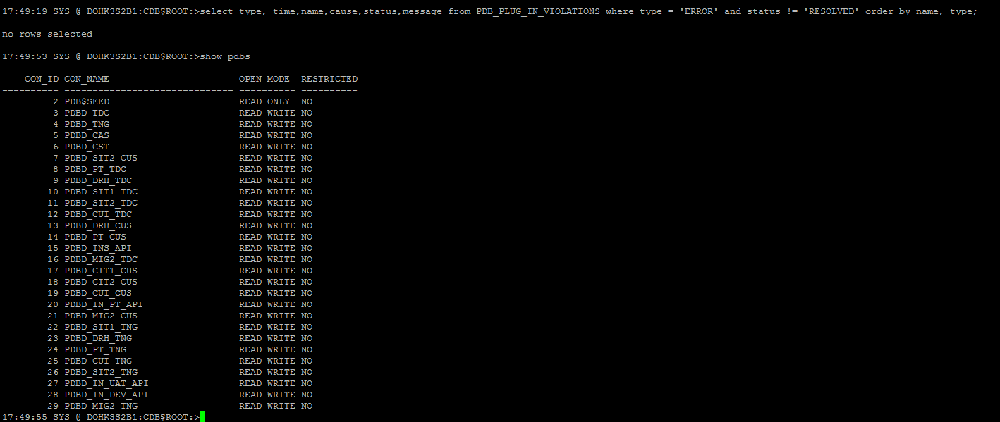 17:49:19 SYS @ DOHK3S2B1:CDB$ROOT:>select type, time,name,cause,status,message from PDB_PLUG_IN_VIOLATIONS where type = 'ERROR' and status != 'RESOLVED' order by name, type;
no rows selected
17:49:53 SYS @ DOHK3S2B1:CDB$ROOT:>show pdbs
CON_ID CON_NAME OPEN MODE RESTRICTED
---------- ------------------------------ ---------- ----------
2 PDB$SEED READ ONLY NO
3 PDBD_TDC READ WRITE NO
4 PDBD_TNG READ WRITE NO
5 PDBD_CAS READ WRITE NO
6 PDBD_CST READ WRITE NO
7 PDBD_SIT2_CUS READ WRITE NO
8 PDBD_PT_TDC READ WRITE NO
9 PDBD_DRH_TDC READ WRITE NO
10 PDBD_SIT1_TDC READ WRITE NO
11 PDBD_SIT2_TDC READ WRITE NO
12 PDBD_CUI_TDC READ WRITE NO
13 PDBD_DRH_CUS READ WRITE NO
14 PDBD_PT_CUS READ WRITE NO
15 PDBD_INS_API READ WRITE NO
16 PDBD_MIG2_TDC READ WRITE NO
17 PDBD_CIT1_CUS READ WRITE NO
18 PDBD_CIT2_CUS READ WRITE NO
19 PDBD_CUI_CUS READ WRITE NO
20 PDBD_IN_PT_API READ WRITE NO
21 PDBD_MIG2_CUS READ WRITE NO
22 PDBD_SIT1_TNG READ WRITE NO
23 PDBD_DRH_TNG READ WRITE NO
24 PDBD_PT_TNG READ WRITE NO
25 PDBD_CUI_TNG READ WRITE NO
26 PDBD_SIT2_TNG READ WRITE NO
27 PDBD_IN_UAT_API READ WRITE NO
28 PDBD_IN_DEV_API READ WRITE NO
29 PDBD_MIG2_TNG READ WRITE NO
17:49:55 SYS @ DOHK3S2B1:CDB$ROOT:>